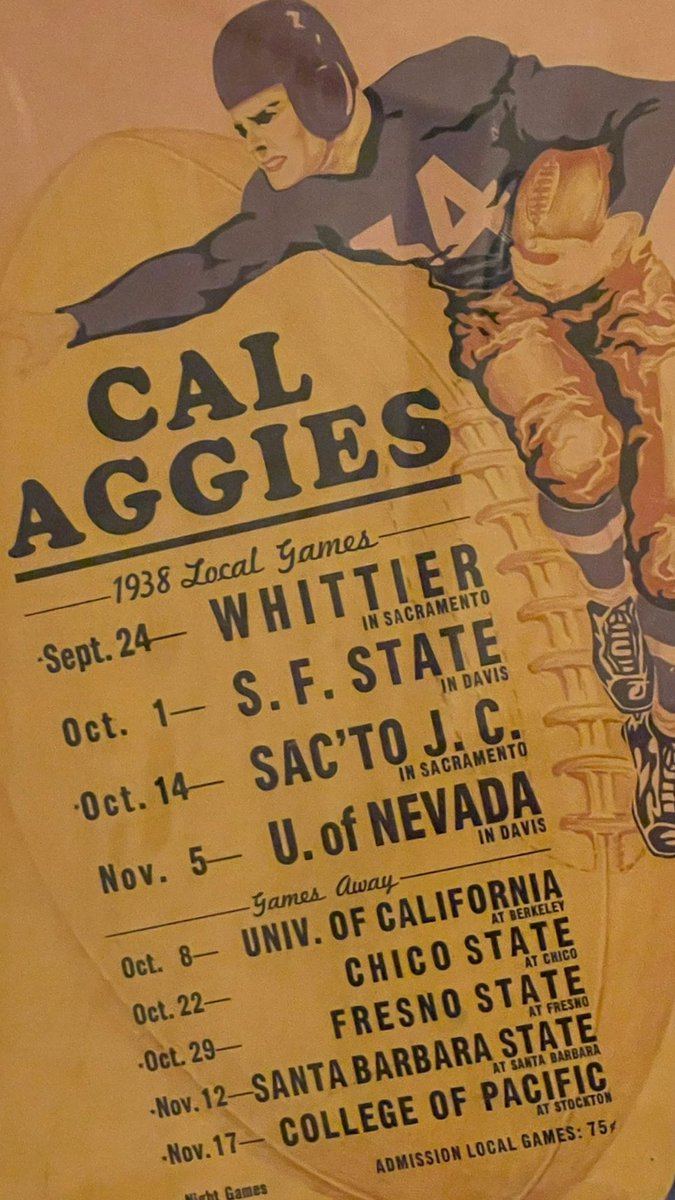 4
CAL
AGGIES
1938 Local Games
·Sept. 24— WHITTIER
IN SACRAMENTO
Oct. 1— S. F. STATE
IN DAVIS
·Oct. 14— SAC'TO J. C.
IN SACRAMENTO
Nov. 5— U. of NEVADA
IN DAVIS
Games Away
Oct. 8— UNIV. OF CALIFORNIA
AT BERKELEY
Oct. 22— CHICO STATE
AT CHICO
·Oct. 29— FRESNO STATE
AT FRESNO
·Nov. 12— SANTA BARBARA STATE
AT SANTA BARBARA
·Nov. 17— COLLEGE OF PACIFIC
AT STOCKTON
ADMISSION LOCAL GAMES: 75¢
Night Games